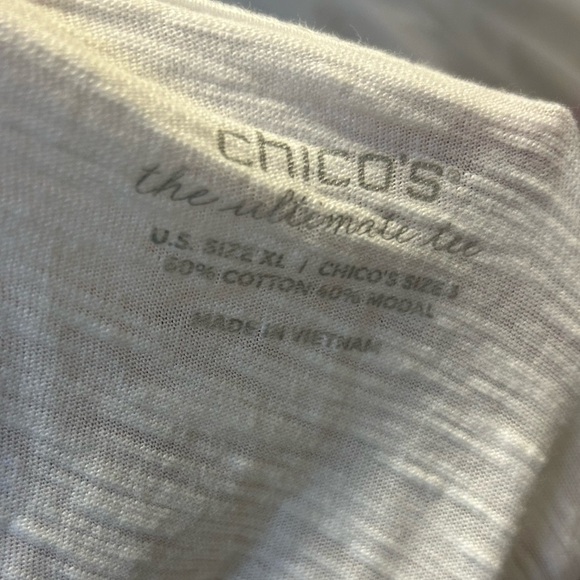 CHICO'S®
the ultimate tee
U.S. SIZE XL / CHICO'S SIZE 3
60% COTTON 40% MODAL
MADE IN VIETNAM